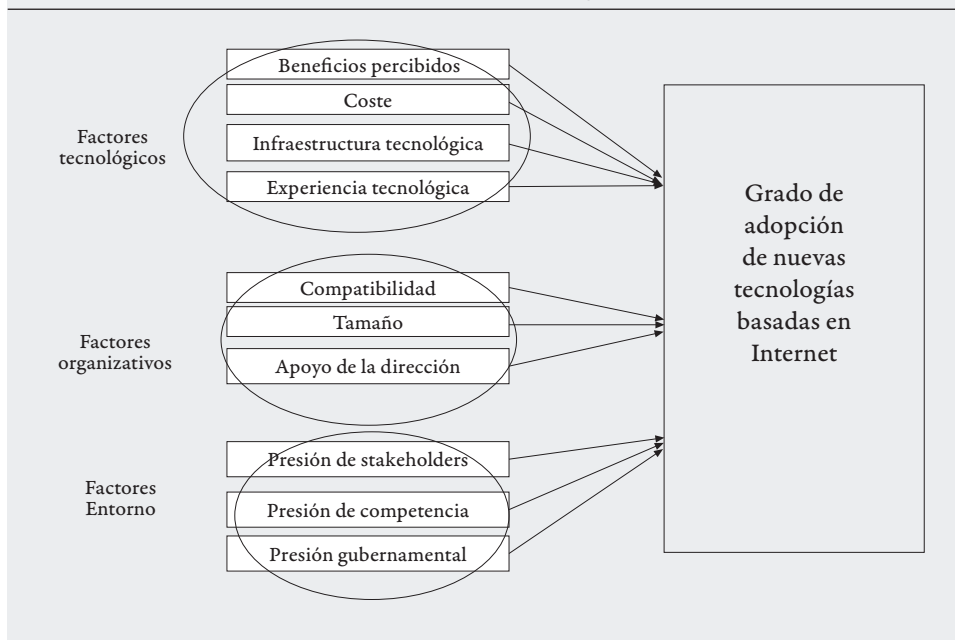 Beneficios percibidos
Coste
Factores
tecnológicos
Infraestructura tecnológica
Experiencia tecnológica
Compatibilidad
Tamaño
Factores
organizativos
Apoyo de la dirección
Presión de stakeholders
Factores
Entorno
Presión de competencia
Presión gubernamental
Grado de
adopción
de nuevas
tecnologías
basadas en
Internet